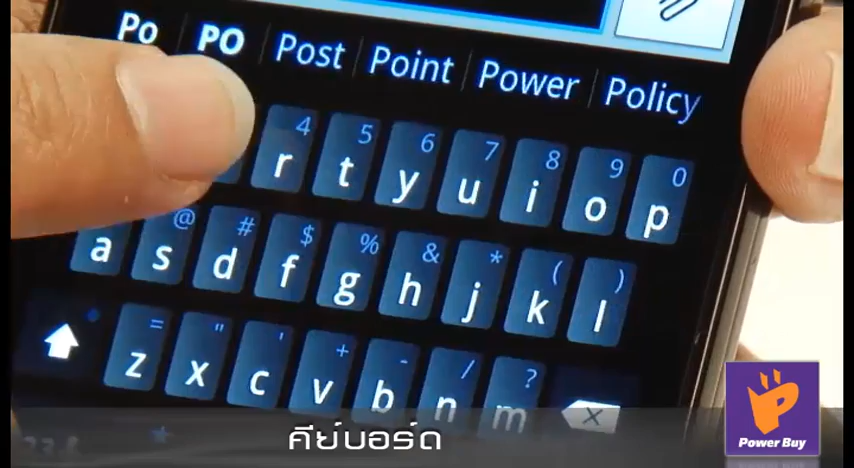 Po PO Post Point Power Policy
4 5 6 7 8 9 0
r t y u i o p
@ # $ % & * ( )
a s d f g h j k l
= " ' + - / ?
z x c v b n m
คีย์บอร์ด
Power Buy